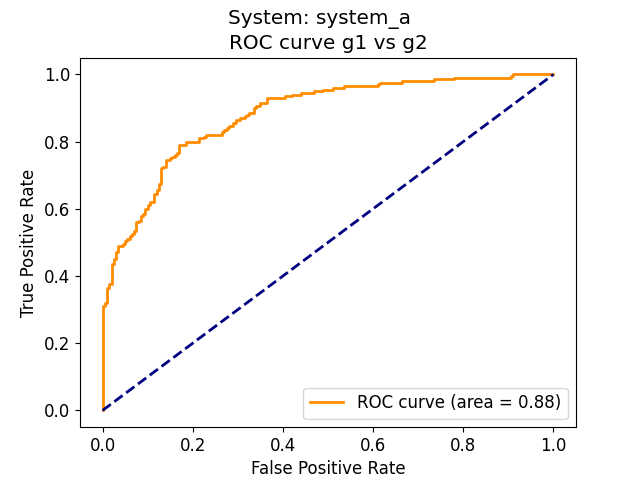 System: system_a
ROC curve g1 vs g2
True Positive Rate
1.0
0.8
0.6
0.4
0.2
0.0
ROC curve (area = 0.88)
0.0 0.2 0.4 0.6 0.8 1.0
False Positive Rate